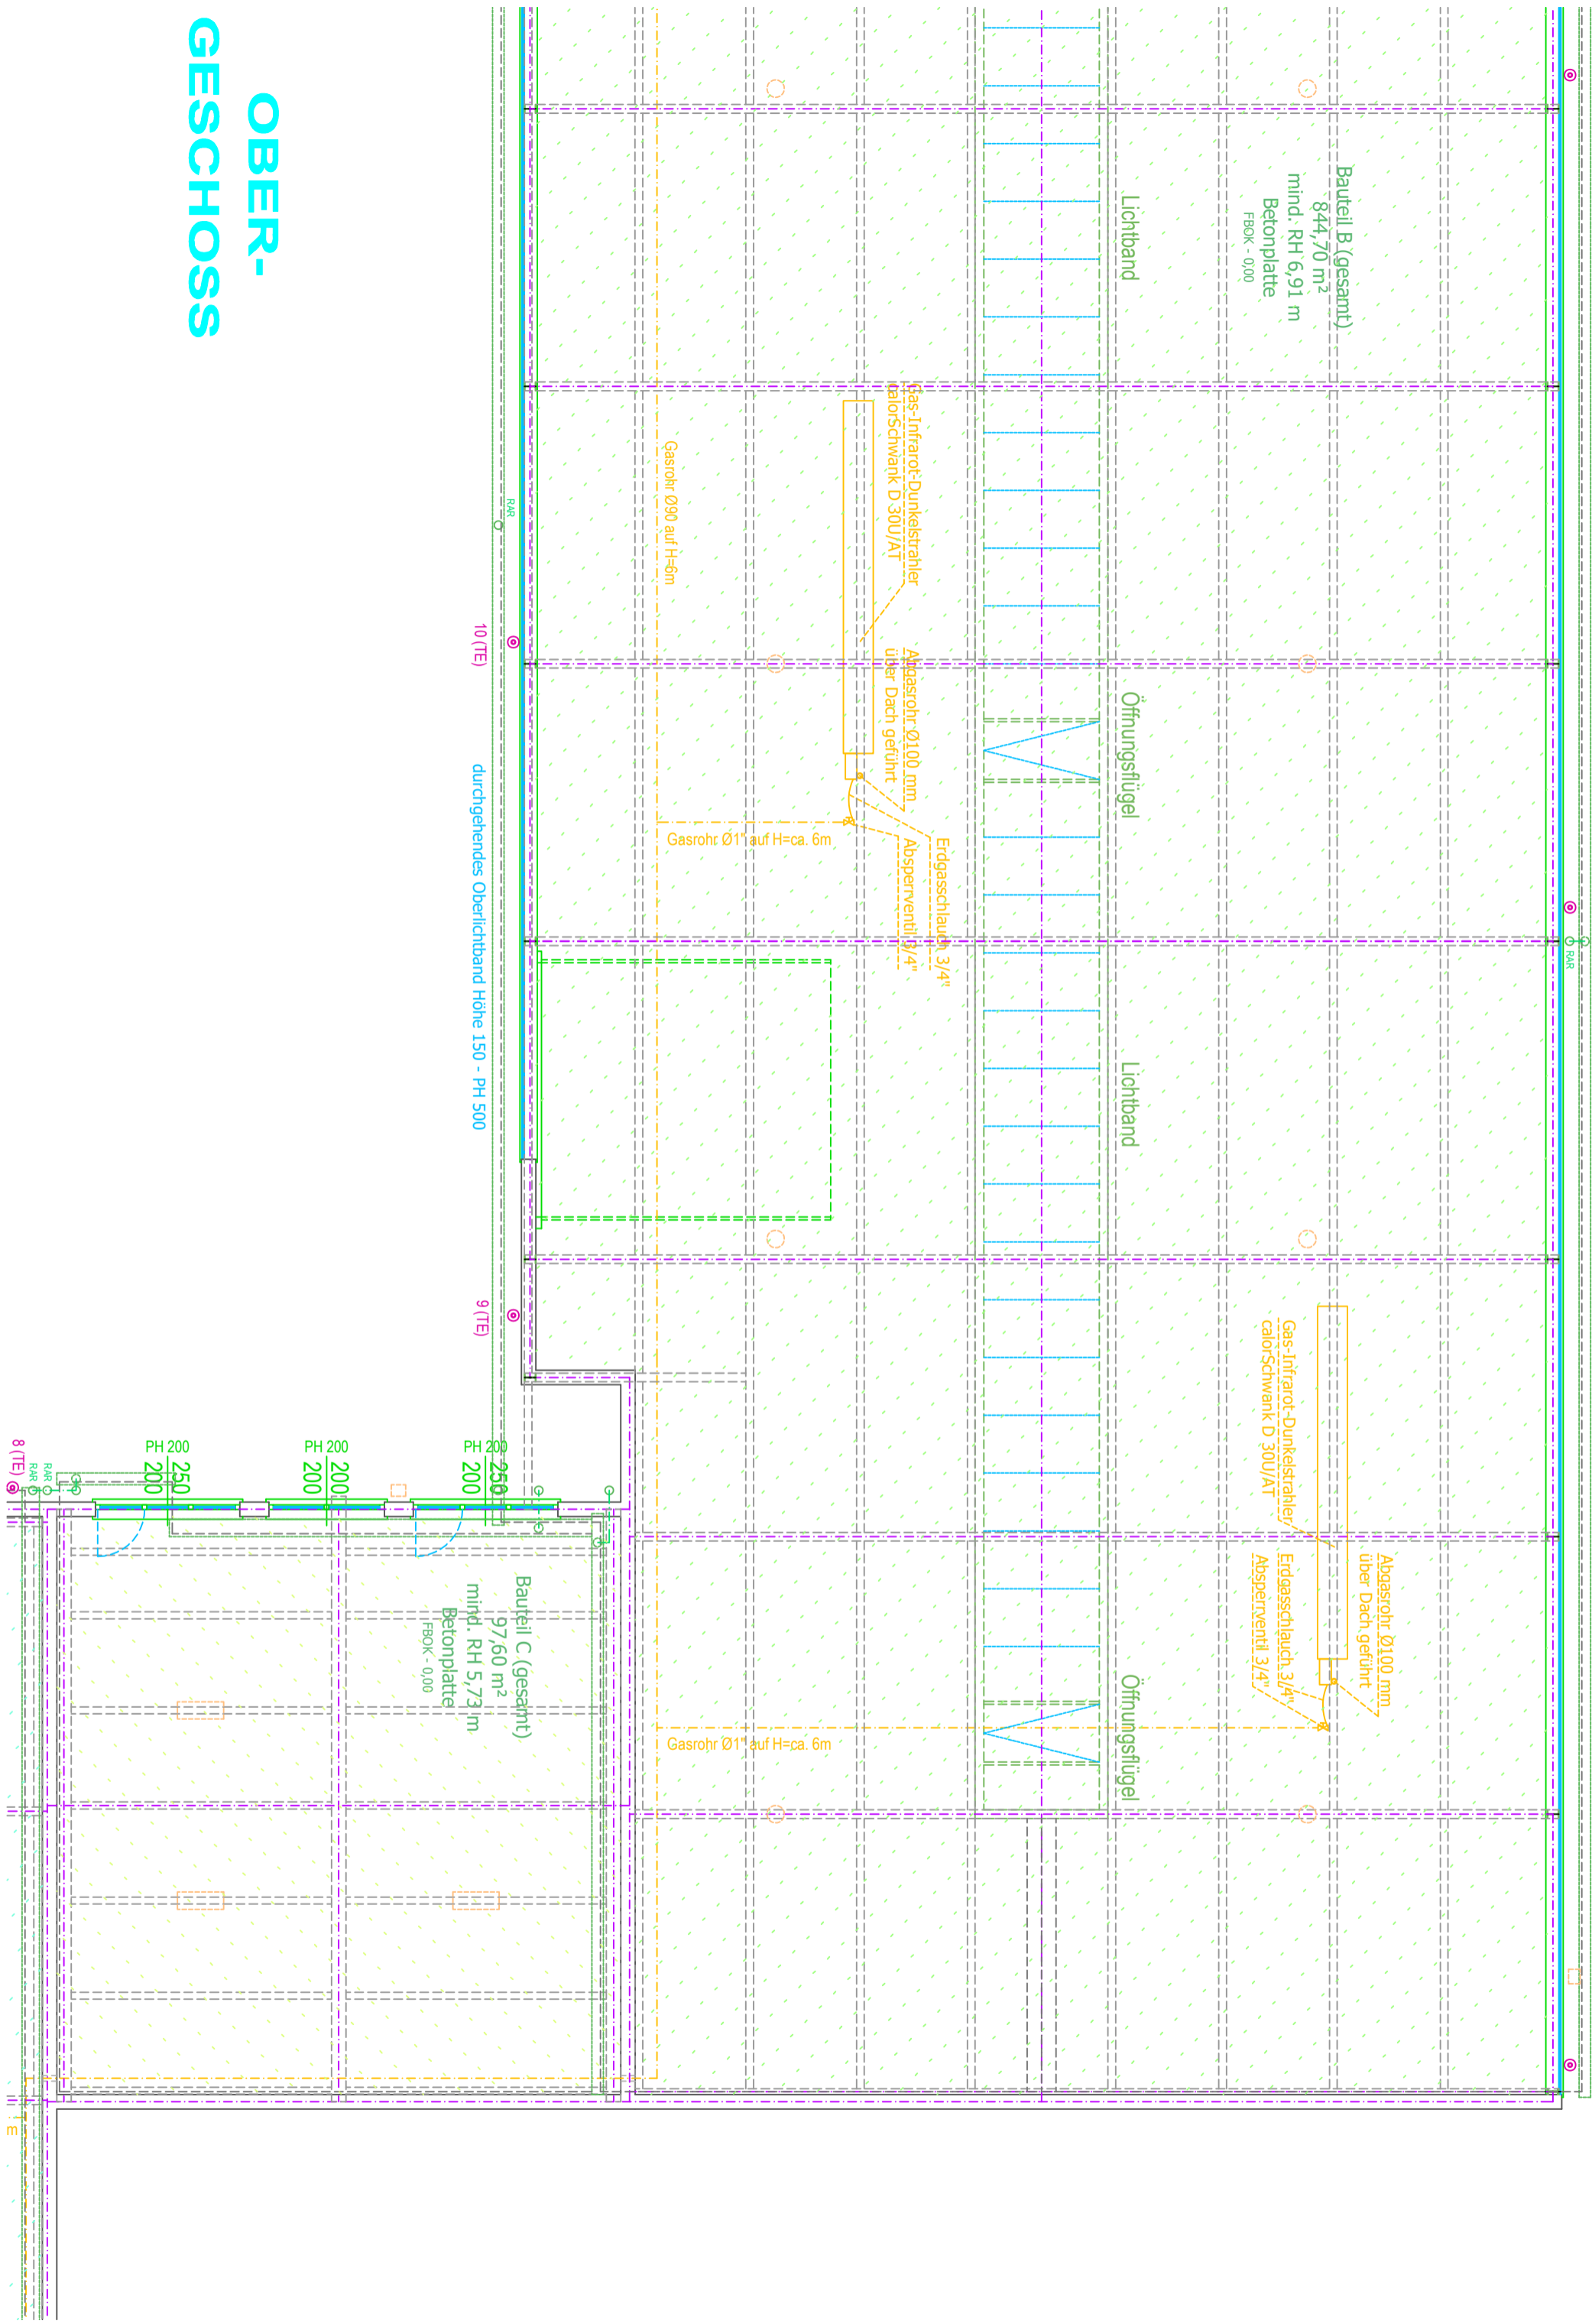 OBER-
GESCHOSS
Bauteil B (gesamt)
844,70 m²
mind. RH 6,91 m
Betonplatte
FBOK - 0,00
Lichtband
Gas-Infrarot-Dunkelstrahler
calorSchwank D 30U/AT
Gasrohr Ø90 auf H=6m
RAR
10 (TE)
Abgasrohr Ø100 mm
über Dach geführt
Öffnungsflügel
Gasrohr Ø1" auf H=ca. 6m
Erdgasschlauch 3/4"
Absperrventil 3/4"
durchgehendes Oberlichtband Höhe 150 - PH 500
RAR
Lichtband
9 (TE)
Gas-Infrarot-Dunkelstrahler
calorSchwank D 30U/AT
Abgasrohr Ø100 mm
über Dach geführt
Erdgasschlauch 3/4"
Absperrventil 3/4"
Öffnungsflügel
Gasrohr Ø1" auf H=ca. 6m
8 (TE)
RAR
RAR
PH 200
250
200
PH 200
200
200
PH 200
250
200
Bauteil C (gesamt)
97,60 m²
mind. RH 5,73 m
Betonplatte
FBOK - 0,00
m